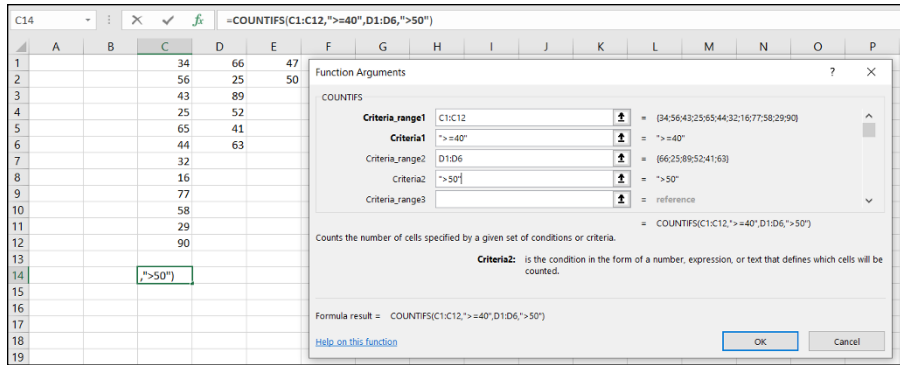 C14 fx =COUNTIFS(C1:C12,">=40",D1:D6,">50")
A B C D E F G H I J K L M N O P
1 34 66 47
2 56 25 50
3 43 89
4 25 52
5 65 41
6 44 63
7 32
8 16
9 77
10 58
11 29
12 90
13
14 ,">50")
15
16
17
18
19
Function Arguments ? ×
COUNTIFS
Criteria_range1 C1:C12 = {34;56;43;25;65;44;32;16;77;58;29;90}
Criteria1 ">=40" = ">=40"
Criteria_range2 D1:D6 = {66;25;89;52;41;63}
Criteria2 ">50" = ">50"
Criteria_range3 = reference
= COUNTIFS(C1:C12,">=40",D1:D6,">50")
Counts the number of cells specified by a given set of conditions or criteria.
Criteria2: is the condition in the form of a number, expression, or text that defines which cells will be
counted.
Formula result = COUNTIFS(C1:C12,">=40",D1:D6,">50")
Help on this function OK Cancel